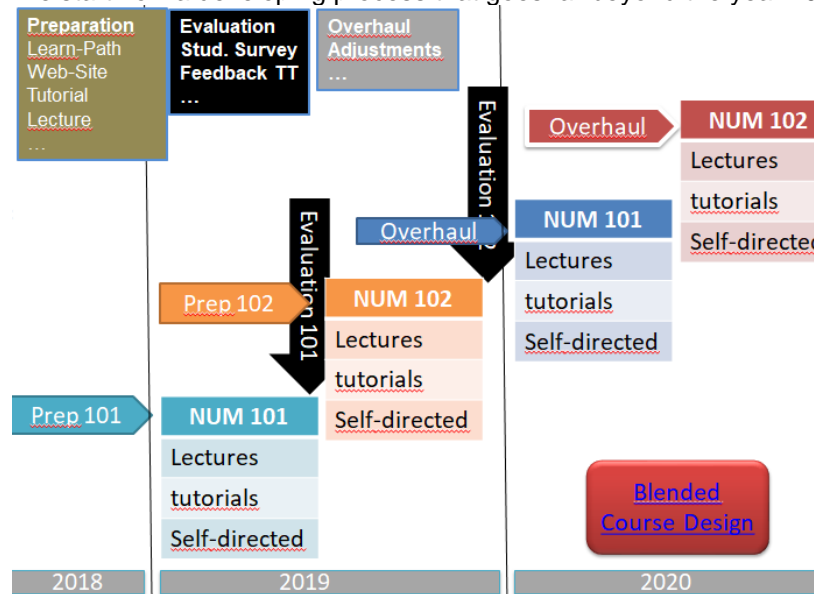 Preparation
Learn-Path
Web-Site
Tutorial
Lecture
...
Evaluation
Stud. Survey
Feedback TT
...
Overhaul
Adjustments
...
Evaluation 101
Evaluation
Overhaul
NUM 102
Lectures
tutorials
Self-directed
Overhaul
NUM 101
Lectures
tutorials
Self-directed
Prep 102
NUM 102
Lectures
tutorials
Self-directed
Prep 101
NUM 101
Lectures
tutorials
Self-directed
Blended
Course Design
2018
2019
2020